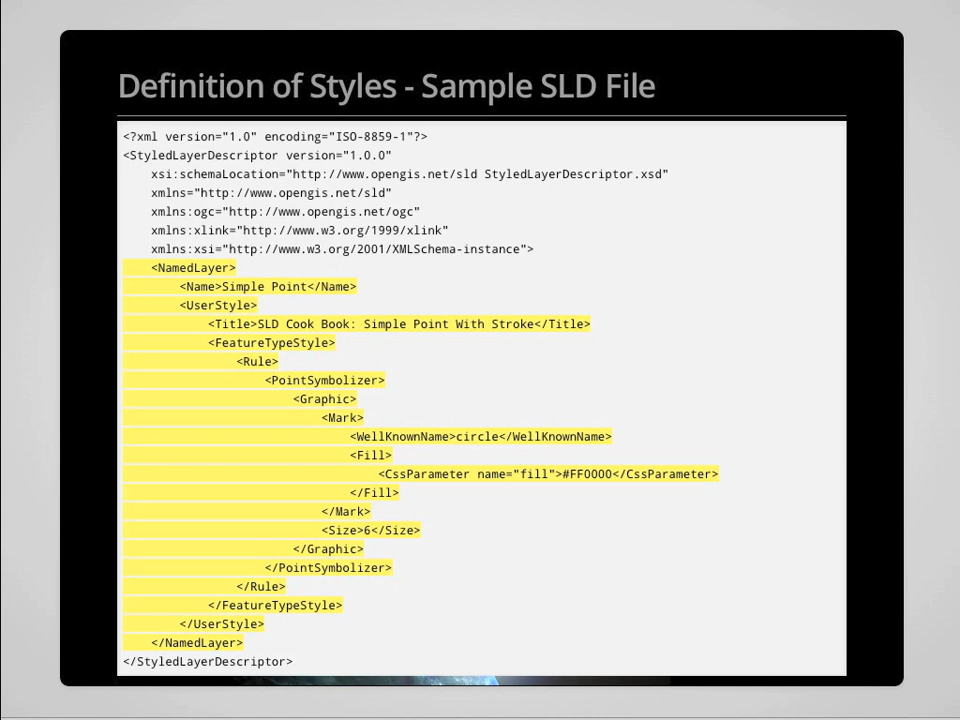 Definition of Styles - Sample SLD File
<?xml version="1.0" encoding="ISO-8859-1"?>
<StyledLayerDescriptor version="1.0.0"
    xsi:schemaLocation="http://www.opengis.net/sld StyledLayerDescriptor.xsd"
    xmlns="http://www.opengis.net/sld"
    xmlns:ogc="http://www.opengis.net/ogc"
    xmlns:xlink="http://www.w3.org/1999/xlink"
    xmlns:xsi="http://www.w3.org/2001/XMLSchema-instance">
    <NamedLayer>
        <Name>Simple Point</Name>
        <UserStyle>
            <Title>SLD Cook Book: Simple Point With Stroke</Title>
            <FeatureTypeStyle>
                <Rule>
                    <PointSymbolizer>
                        <Graphic>
                            <Mark>
                                <WellKnownName>circle</WellKnownName>
                                <Fill>
                                    <CssParameter name="fill">#FF0000</CssParameter>
                                </Fill>
                            </Mark>
                            <Size>6</Size>
                        </Graphic>
                    </PointSymbolizer>
                </Rule>
            </FeatureTypeStyle>
        </UserStyle>
    </NamedLayer>
</StyledLayerDescriptor>